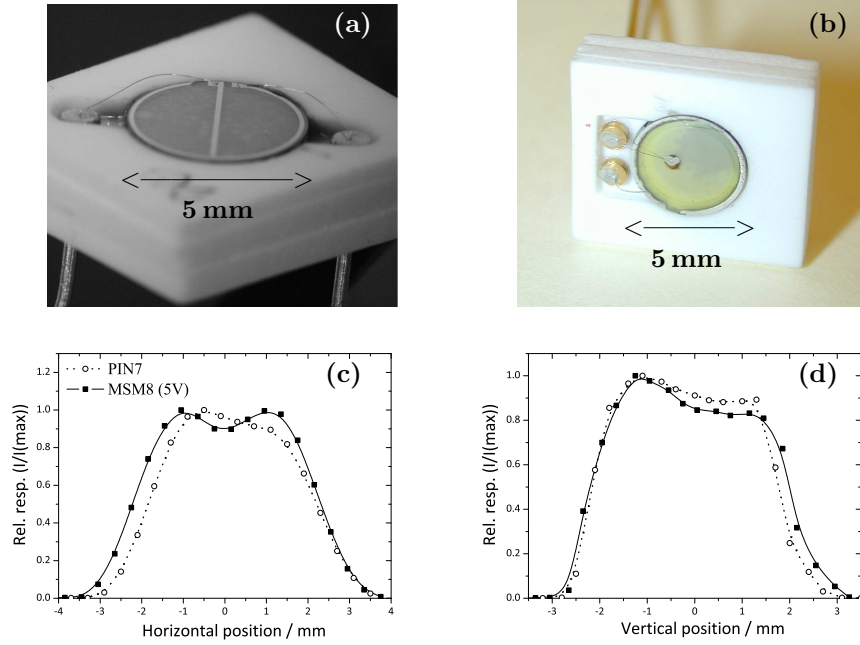 (a)
5 mm
(b)
5 mm
(c)
PIN7
MSM8 (5V)
Rel. resp. (I/I(max))
1.2
1.0
0.8
0.6
0.4
0.2
0.0
-4 -3 -2 -1 0 1 2 3 4
Horizontal position / mm
(d)
Rel. resp. (I/I(max))
1.0
0.8
0.6
0.4
0.2
0.0
-3 -2 -1 0 1 2 3
Vertical position / mm